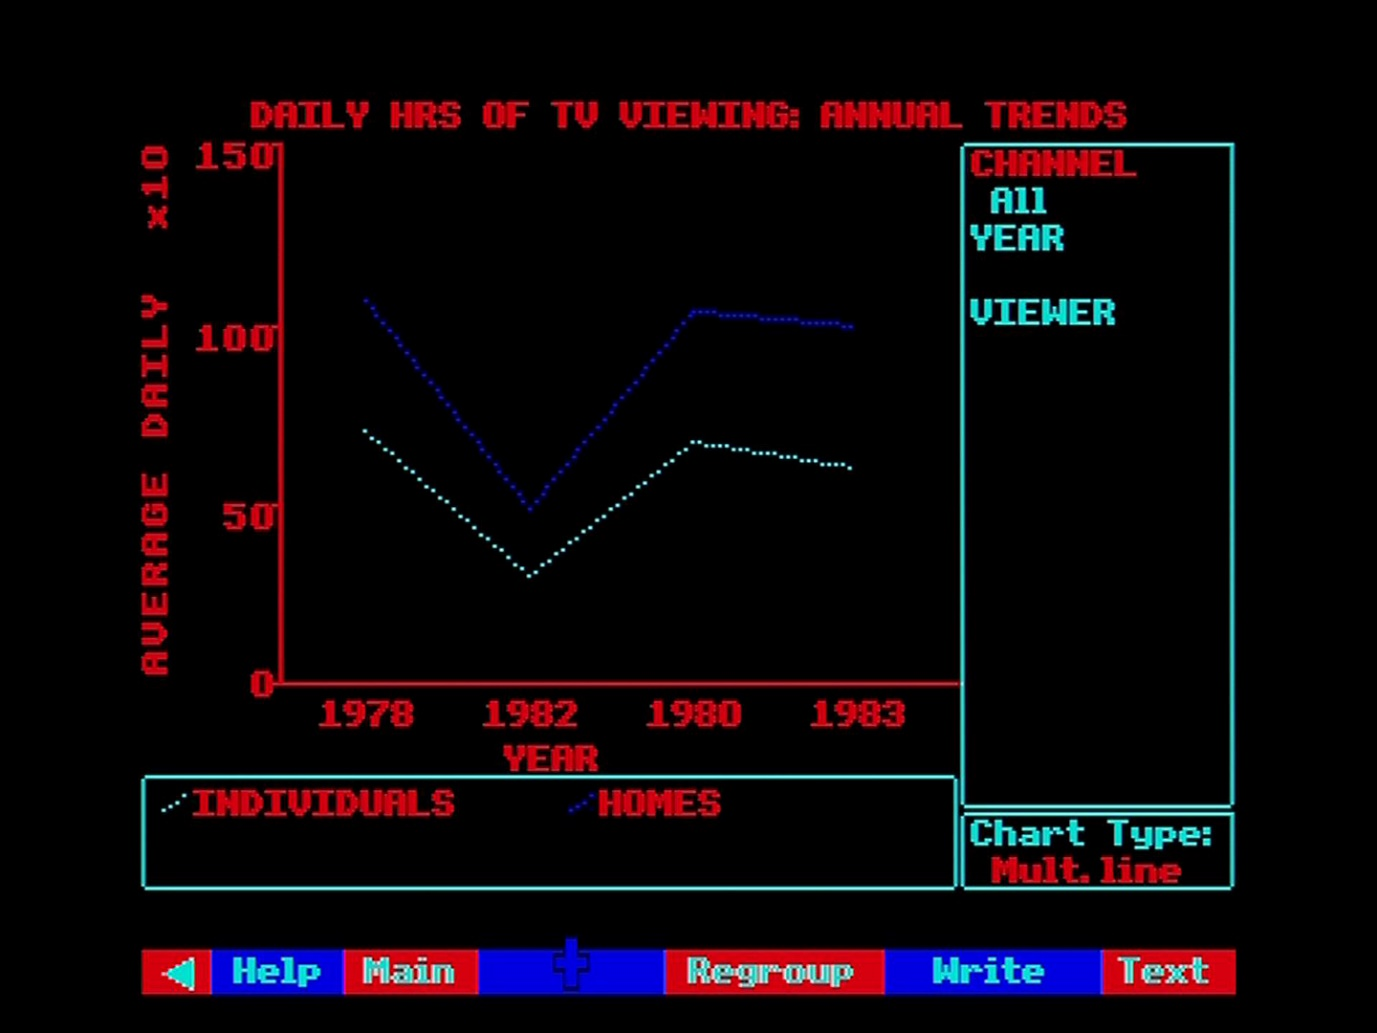 DAILY HRS OF TV VIEWING: ANNUAL TRENDS
AVERAGE DAILY x10
150
100
50
0
1978 1982 1980 1983
YEAR
INDIVIDUALS HOMES
CHANNEL
All
YEAR
VIEWER
Chart Type:
Mult.line
Help Main Regroup Write Text